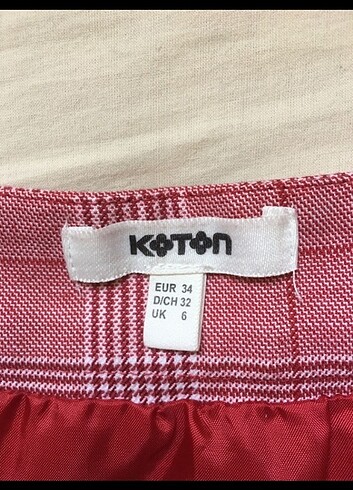 KOTON
EUR 34
D/CH 32
UK 6